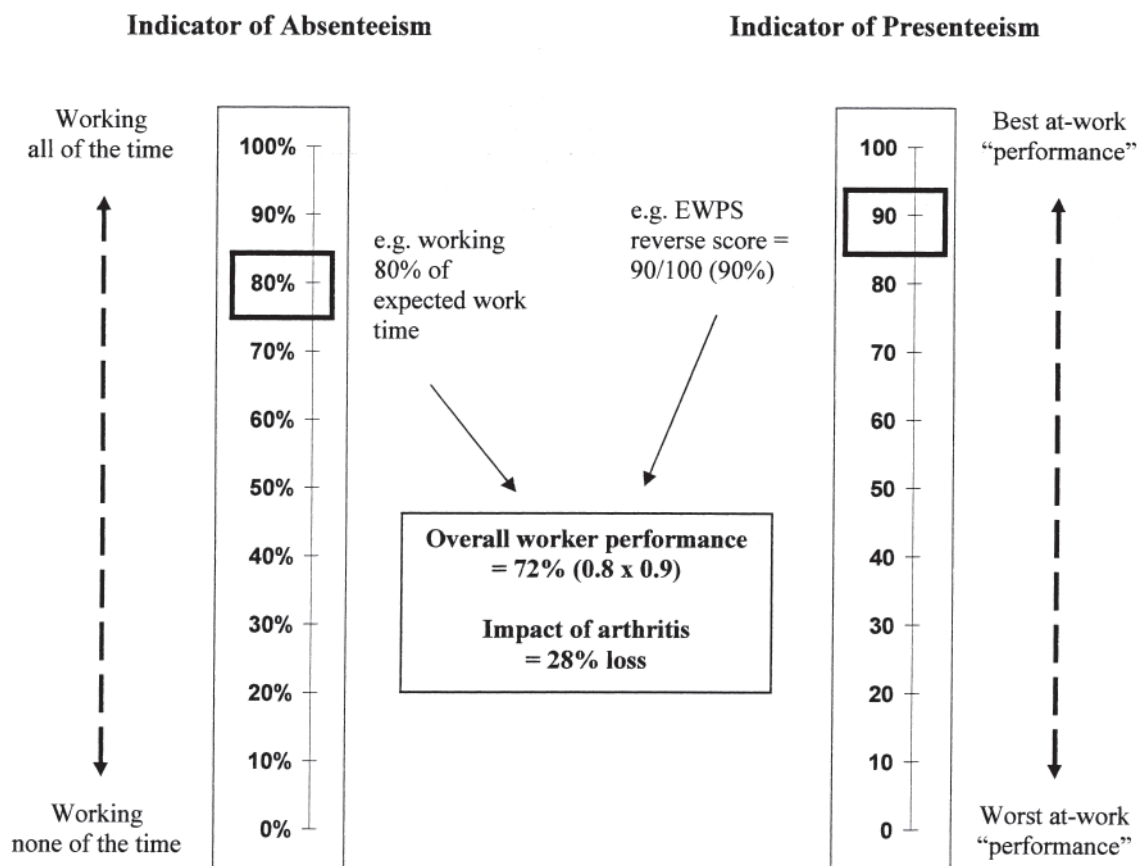 Indicator of Absenteeism
Indicator of Presenteeism
Working
all of the time
100%
90%
80%
70%
60%
50%
40%
30%
20%
10%
0%
Working
none of the time
e.g. working
80% of
expected work
time
e.g. EWPS
reverse score =
90/100 (90%)
Overall worker performance
= 72% (0.8 x 0.9)
Impact of arthritis
= 28% loss
100
90
80
70
60
50
40
30
20
10
0
Best at-work
“performance”
Worst at-work
“performance”